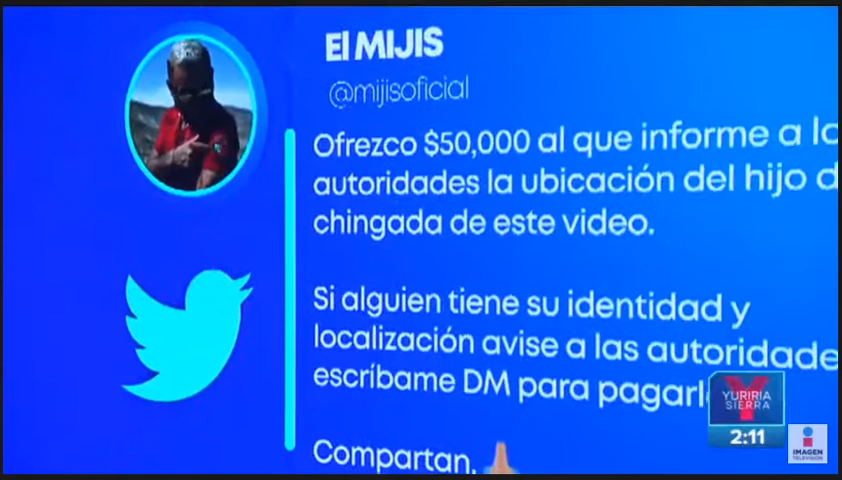 El MIJIS
@mijisoficial
Ofrezco $50,000 al que informe a lo
autoridades la ubicación del hijo d
chingada de este video.
Si alguien tiene su identidad y
localización avise a las autoridade
escríbame DM para pagarl
Compartan.
YURIRIA
SIERRA
2:11
IMAGEN
TELEVISIÓN